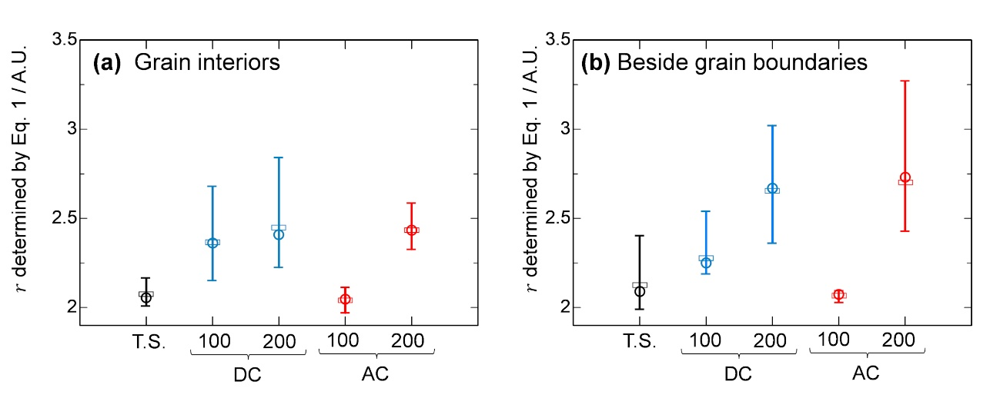 (a) Grain interiors
r determined by Eq. 1 / A.U.
3.5
3
2.5
2
T.S. 100 200 100 200
DC AC
(b) Beside grain boundaries
r determined by Eq. 1 / A.U.
3.5
3
2.5
2
T.S. 100 200 100 200
DC AC